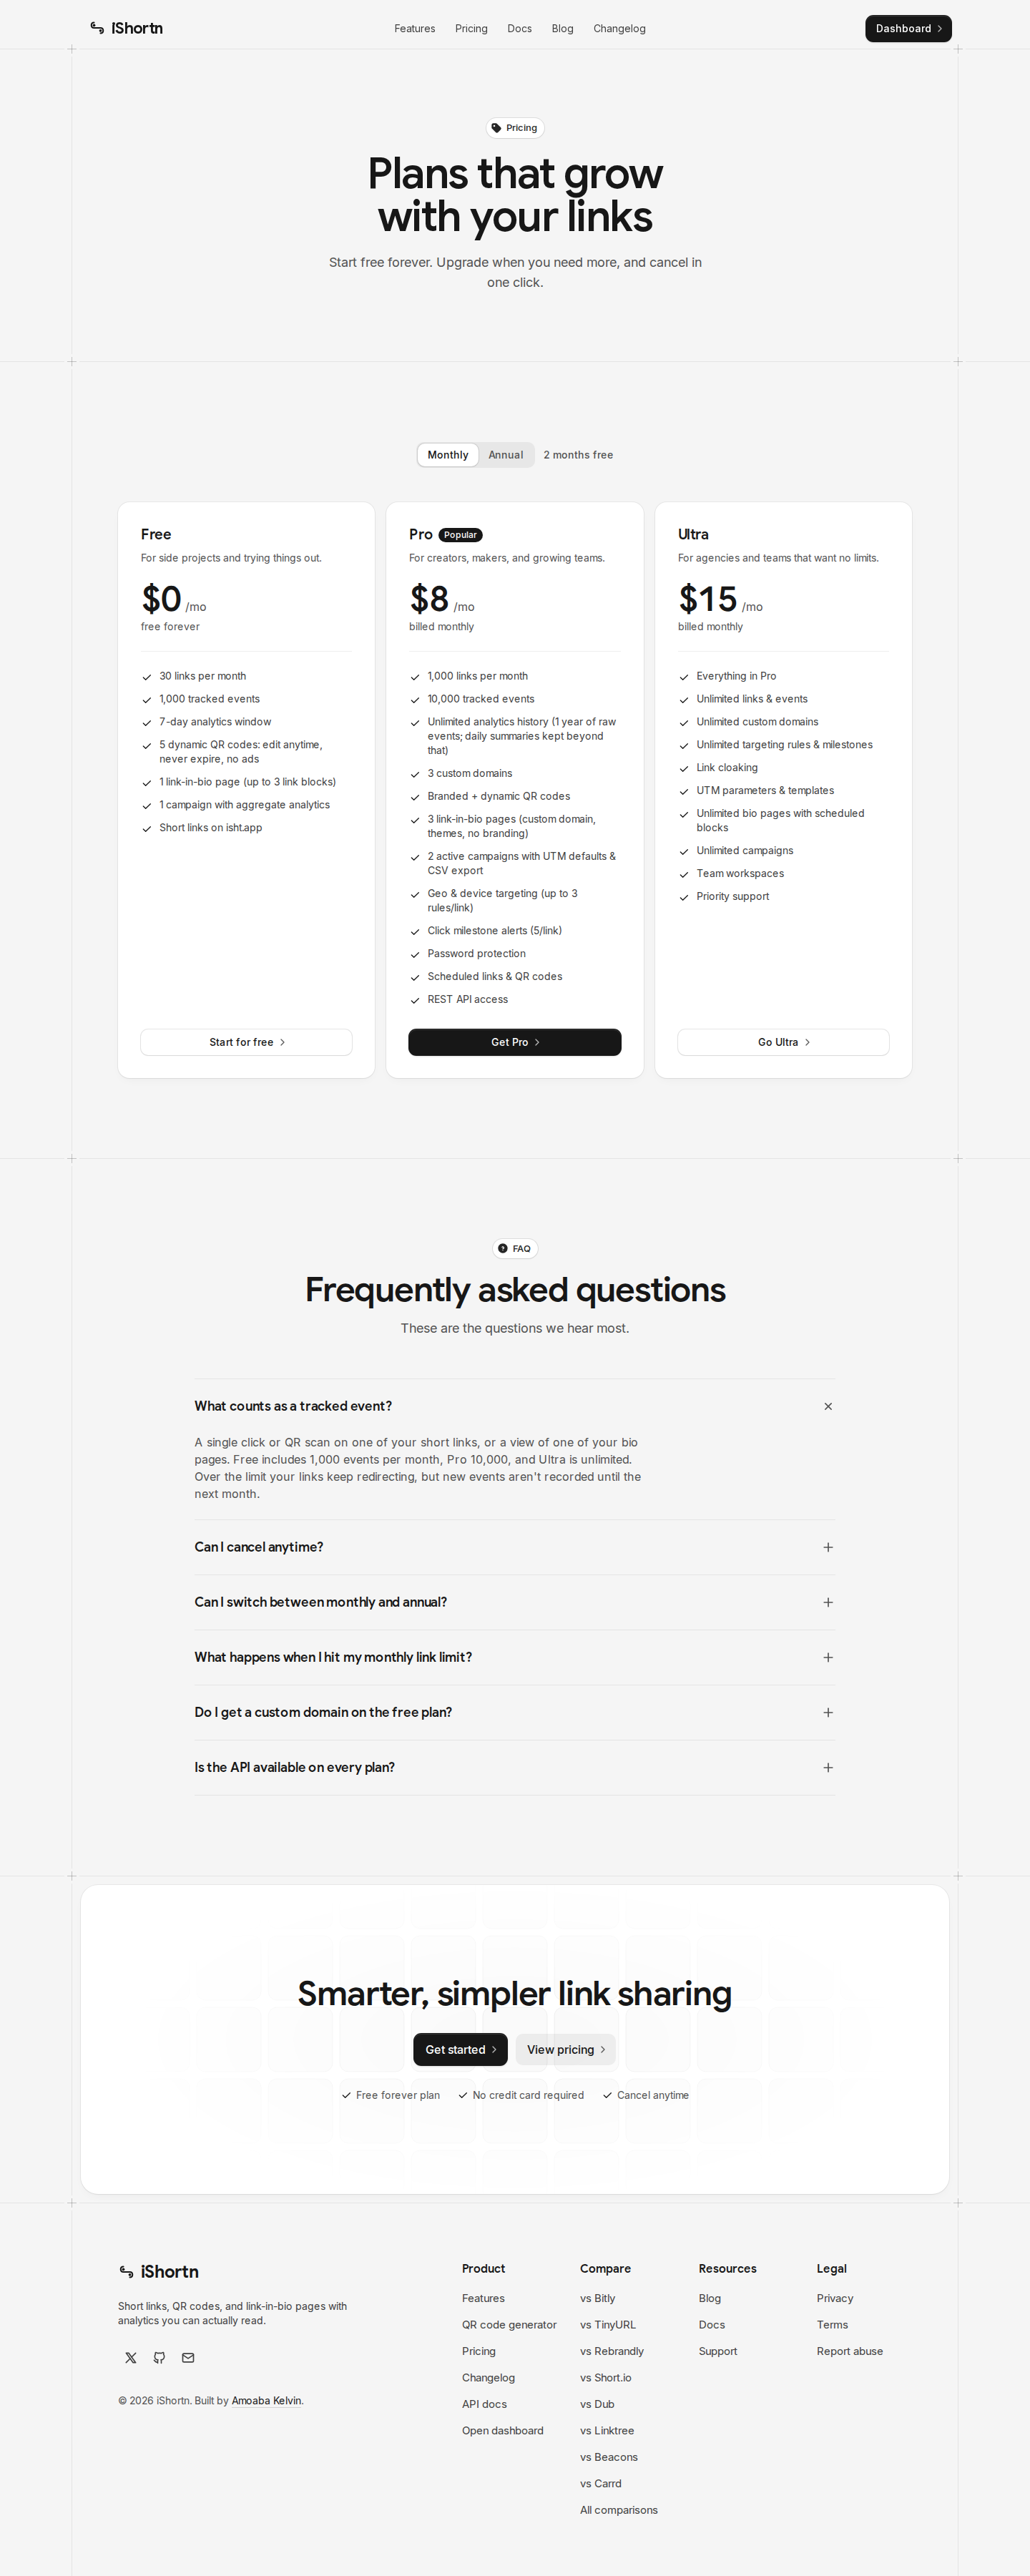 iShortn
Features
Pricing
Docs
Blog
Changelog
Dashboard
Pricing
Plans that grow
with your links
Start free forever. Upgrade when you need more, and cancel in
one click.
Monthly
Annual
2 months free
Free
For side projects and trying things out.
$0 /mo
free forever
30 links per month
1,000 tracked events
7-day analytics window
5 dynamic QR codes: edit anytime,
never expire, no ads
1 link-in-bio page (up to 3 link blocks)
1 campaign with aggregate analytics
Short links on isht.app
Start for free
Pro Popular
For creators, makers, and growing teams.
$8 /mo
billed monthly
1,000 links per month
10,000 tracked events
Unlimited analytics history (1 year of raw
events; daily summaries kept beyond
that)
3 custom domains
Branded + dynamic QR codes
3 link-in-bio pages (custom domain,
themes, no branding)
2 active campaigns with UTM defaults &
CSV export
Geo & device targeting (up to 3
rules/link)
Click milestone alerts (5/link)
Password protection
Scheduled links & QR codes
REST API access
Get Pro
Ultra
For agencies and teams that want no limits.
$15 /mo
billed monthly
Everything in Pro
Unlimited links & events
Unlimited custom domains
Unlimited targeting rules & milestones
Link cloaking
UTM parameters & templates
Unlimited bio pages with scheduled
blocks
Unlimited campaigns
Team workspaces
Priority support
Go Ultra
FAQ
Frequently asked questions
These are the questions we hear most.
What counts as a tracked event?
A single click or QR scan on one of your short links, or a view of one of your bio
pages. Free includes 1,000 events per month, Pro 10,000, and Ultra is unlimited.
Over the limit your links keep redirecting, but new events aren't recorded until the
next month.
Can I cancel anytime?
Can I switch between monthly and annual?
What happens when I hit my monthly link limit?
Do I get a custom domain on the free plan?
Is the API available on every plan?
Smarter, simpler link sharing
Get started
View pricing
Free forever plan
No credit card required
Cancel anytime
iShortn
Short links, QR codes, and link-in-bio pages with
analytics you can actually read.
© 2026 iShortn. Built by Amoaba Kelvin.
Product
Features
QR code generator
Pricing
Changelog
API docs
Open dashboard
Compare
vs Bitly
vs TinyURL
vs Rebrandly
vs Short.io
vs Dub
vs Linktree
vs Beacons
vs Carrd
All comparisons
Resources
Blog
Docs
Support
Legal
Privacy
Terms
Report abuse